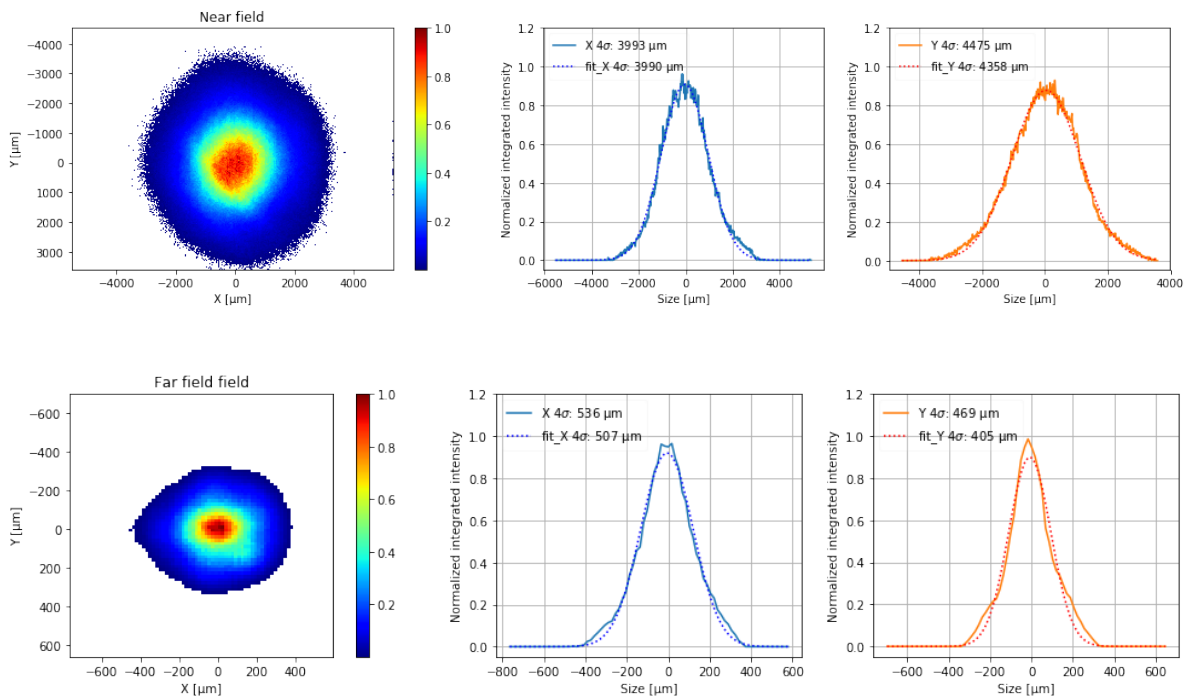 Near field
Y [μm]
−4000
−3000
−2000
−1000
0
1000
2000
3000
−4000 −2000 0 2000 4000
X [μm]
1.0
0.8
0.6
0.4
0.2
Normalized integrated intensity
1.2
1.0
0.8
0.6
0.4
0.2
0.0
X 4σ: 3993 μm
fit_X 4σ: 3990 μm
−6000 −4000 −2000 0 2000 4000
Size [μm]
Normalized integrated intensity
1.2
1.0
0.8
0.6
0.4
0.2
0.0
Y 4σ: 4475 μm
fit_Y 4σ: 4358 μm
−4000 −2000 0 2000 4000
Size [μm]
Far field field
Y [μm]
−600
−400
−200
0
200
400
600
−600 −400 −200 0 200 400
X [μm]
1.0
0.8
0.6
0.4
0.2
Normalized integrated intensity
1.2
1.0
0.8
0.6
0.4
0.2
0.0
X 4σ: 536 μm
fit_X 4σ: 507 μm
−800 −600 −400 −200 0 200 400 600
Size [μm]
Normalized integrated intensity
1.2
1.0
0.8
0.6
0.4
0.2
0.0
Y 4σ: 469 μm
fit_Y 4σ: 405 μm
−600 −400 −200 0 200 400 600
Size [μm]